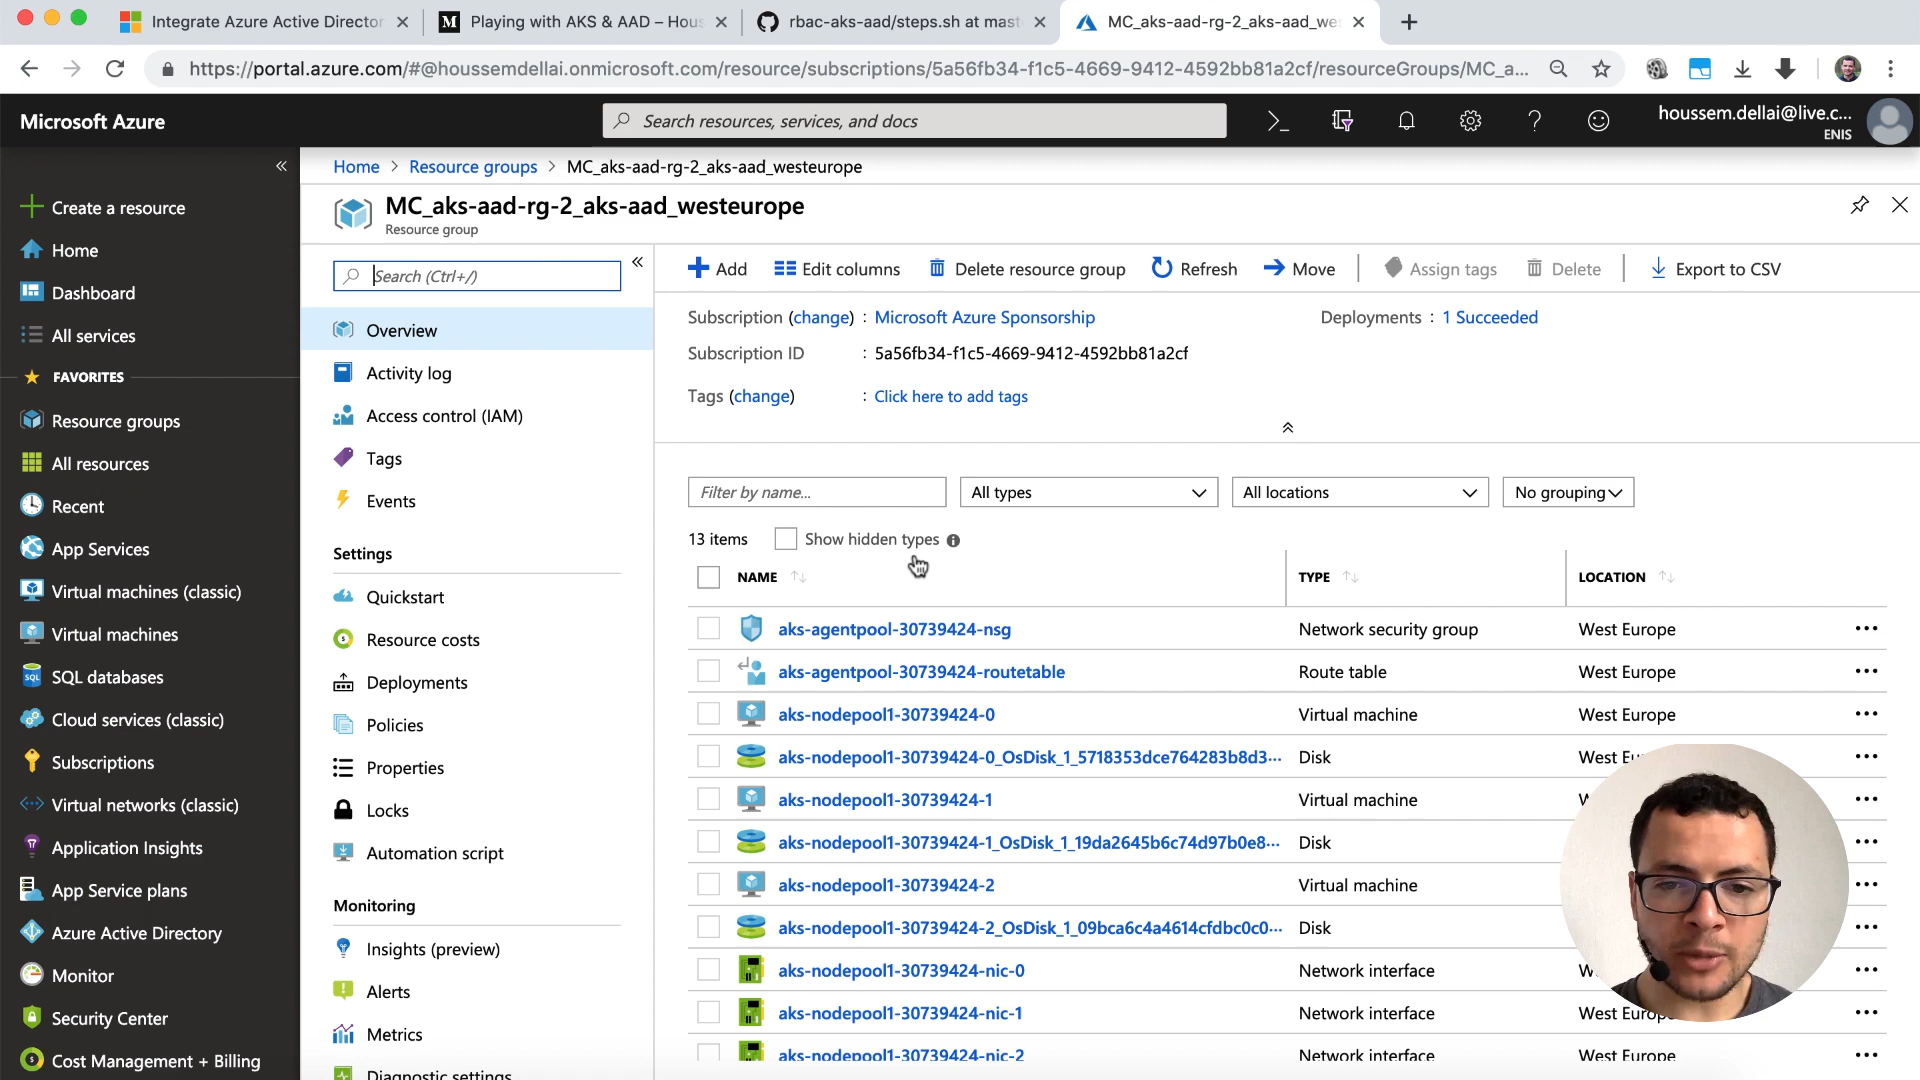 Integrate Azure Active Director
Playing with AKS & AAD – Hous
rbac-aks-aad/steps.sh at mast
MC_aks-aad-rg-2_aks-aad_wes
https://portal.azure.com/#@houssemdellai.onmicrosoft.com/resource/subscriptions/5a56fb34-f1c5-4669-9412-4592bb81a2cf/resourceGroups/MC_a...
Microsoft Azure
Search resources, services, and docs
houssem.dellai@live.c...
ENIS
Create a resource
Home
Dashboard
All services
FAVORITES
Resource groups
All resources
Recent
App Services
Virtual machines (classic)
Virtual machines
SQL databases
Cloud services (classic)
Subscriptions
Virtual networks (classic)
Application Insights
App Service plans
Azure Active Directory
Monitor
Security Center
Cost Management + Billing
Home > Resource groups > MC_aks-aad-rg-2_aks-aad_westeurope
MC_aks-aad-rg-2_aks-aad_westeurope
Resource group
Search (Ctrl+/)
Overview
Activity log
Access control (IAM)
Tags
Events
Settings
Quickstart
Resource costs
Deployments
Policies
Properties
Locks
Automation script
Monitoring
Insights (preview)
Alerts
Metrics
Diagnostic settings
Add Edit columns Delete resource group Refresh Move Assign tags Delete Export to CSV
Subscription (change) : Microsoft Azure Sponsorship
Deployments : 1 Succeeded
Subscription ID : 5a56fb34-f1c5-4669-9412-4592bb81a2cf
Tags (change) : Click here to add tags
Filter by name... All types All locations No grouping
13 items Show hidden types
NAME TYPE LOCATION
aks-agentpool-30739424-nsg Network security group West Europe
aks-agentpool-30739424-routetable Route table West Europe
aks-nodepool1-30739424-0 Virtual machine West Europe
aks-nodepool1-30739424-0_OsDisk_1_5718353dce764283b8d3... Disk West Eu
aks-nodepool1-30739424-1 Virtual machine W
aks-nodepool1-30739424-1_OsDisk_1_19da2645b6c74d97b0e8... Disk
aks-nodepool1-30739424-2 Virtual machine
aks-nodepool1-30739424-2_OsDisk_1_09bca6c4a4614cfdbc0c0... Disk
aks-nodepool1-30739424-nic-0 Network interface W
aks-nodepool1-30739424-nic-1 Network interface West Europe
aks-nodepool1-30739424-nic-2 Network interface West Europe